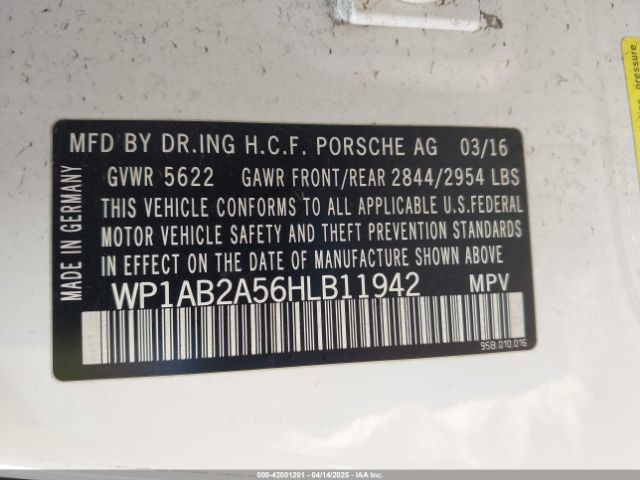 MFD BY DR.ING H.C.F. PORSCHE AG 03/16
GVWR 5622 GAWR FRONT/REAR 2844/2954 LBS
THIS VEHICLE CONFORMS TO ALL APPLICABLE U.S.FEDERAL
MOTOR VEHICLE SAFETY AND THEFT PREVENTION STANDARDS
IN EFFECT ON THE DATE OF MANUFACTURE SHOWN ABOVE
WP1AB2A56HLB11942 MPV
95B.010.016
MADE IN GERMANY
pressure
000-42001201 - 04/14/2025 - IAAI Inc.